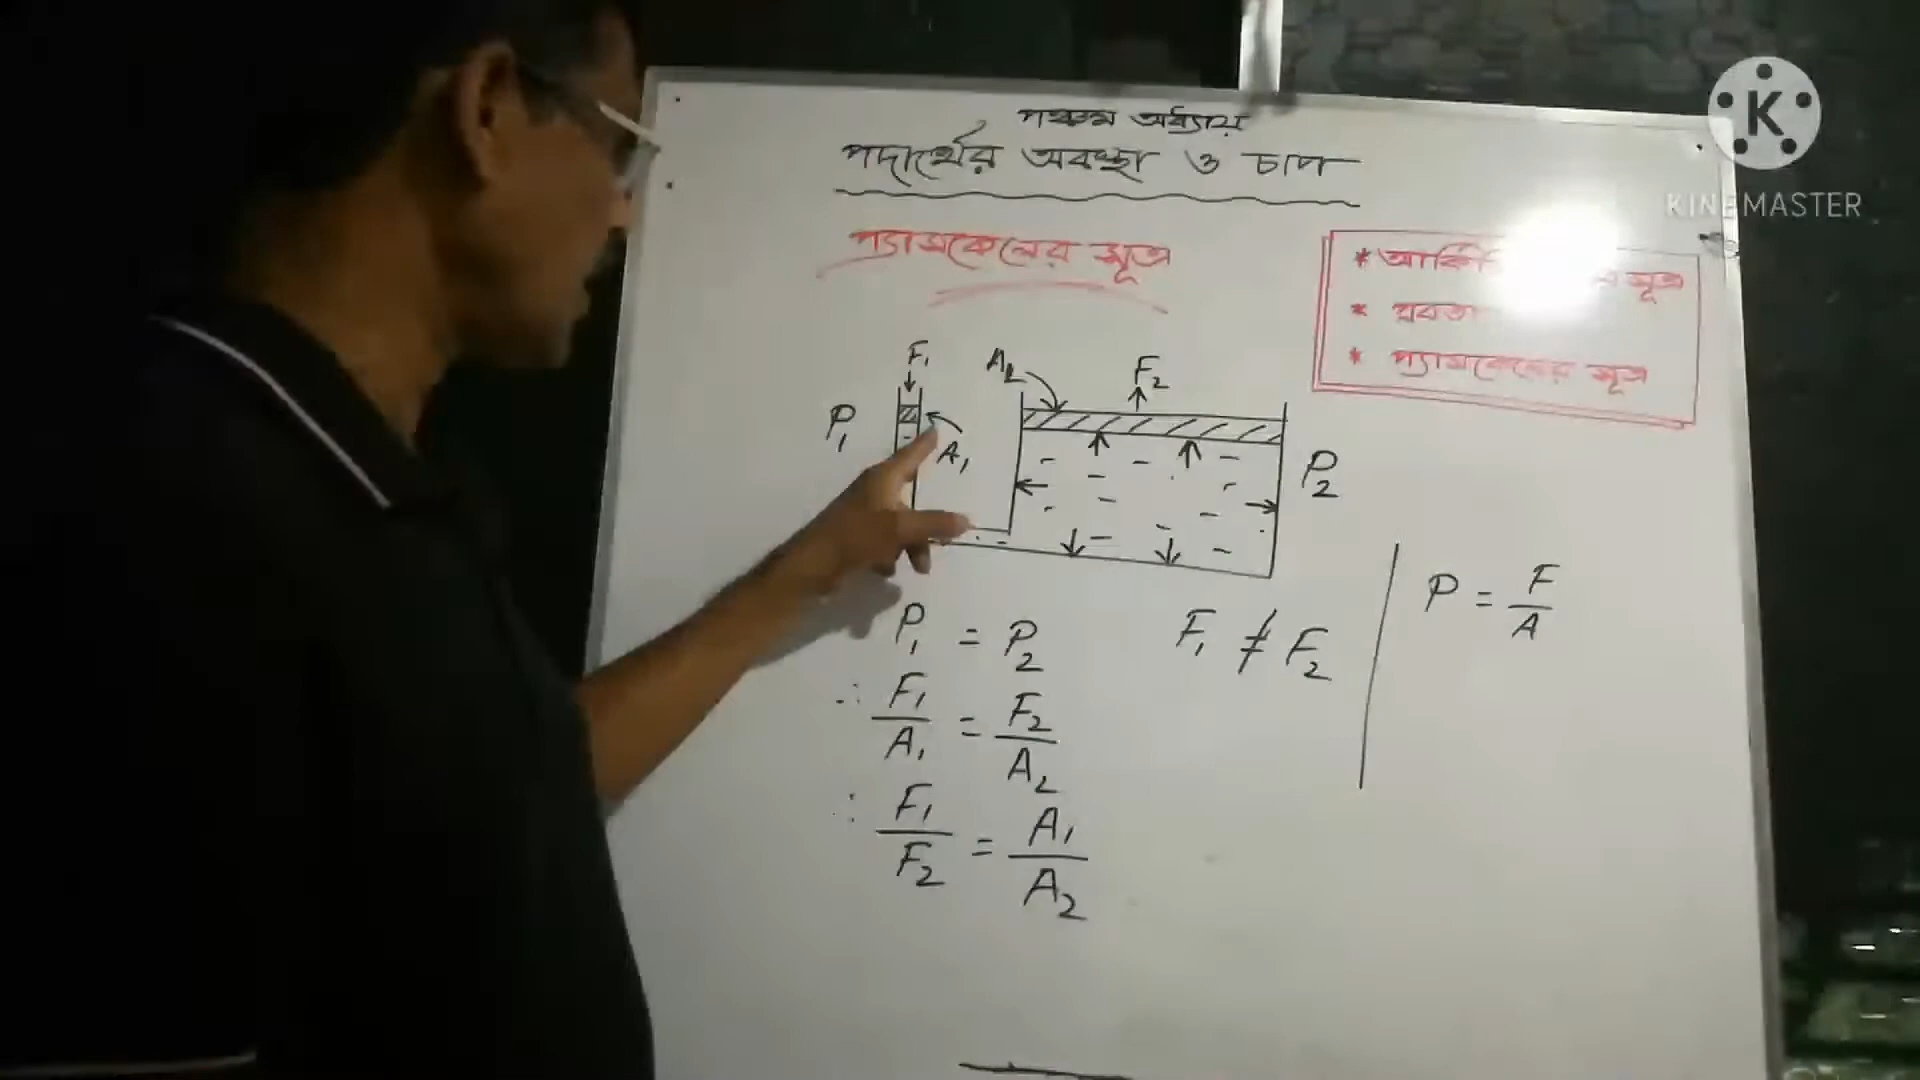 পঞ্চম অধ্যায়
পদার্থের অবস্থা ও চাপ
প্যাসকেলের সূত্র
* সূত্র
*
* প্যাসকেলের সূত্র
K
KINEMASTER
F₁
A₂
F₂
P₁
A₁
P₂
P₁ = P₂
F₁ ≠ F₂
P = F/A
∴ F₁/A₁ = F₂/A₂
∴ F₁/F₂ = A₁/A₂